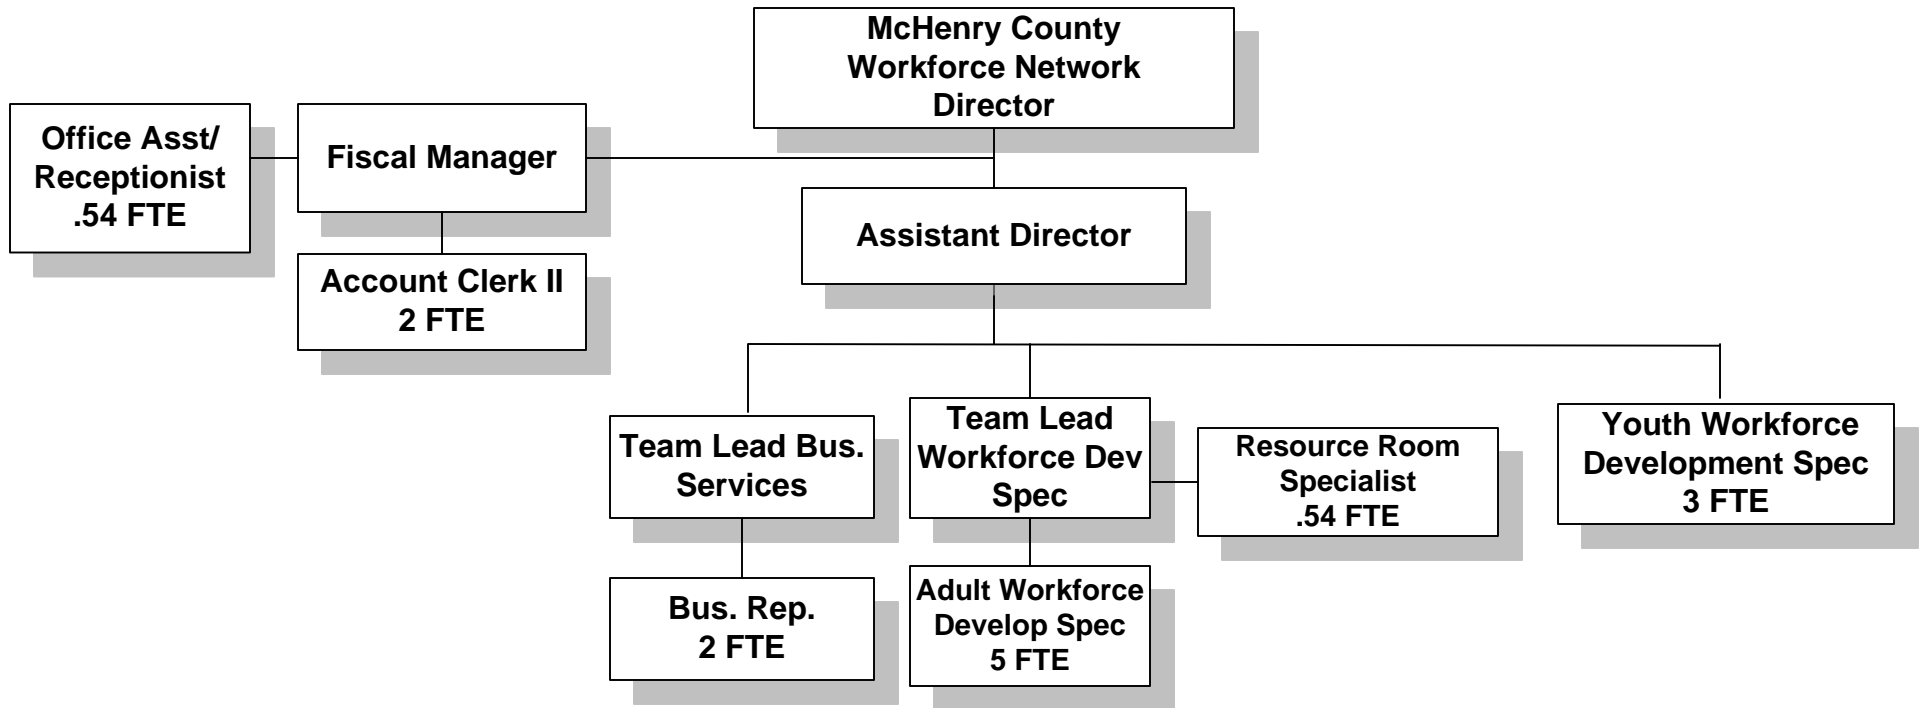 McHenry County
Workforce Network
Director
Office Asst/
Receptionist
.54 FTE
Fiscal Manager
Account Clerk II
2 FTE
Assistant Director
Team Lead Bus.
Services
Bus. Rep.
2 FTE
Team Lead
Workforce Dev
Spec
Adult Workforce
Develop Spec
5 FTE
Resource Room
Specialist
.54 FTE
Youth Workforce
Development Spec
3 FTE